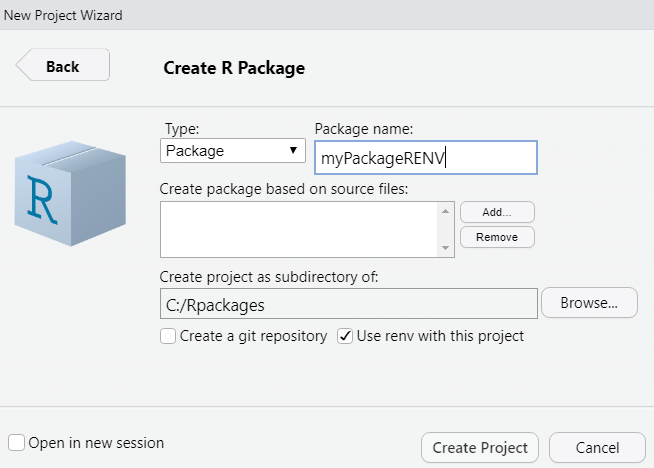 New Project Wizard
Back
Create R Package
R
Type:
Package name:
Package
myPackageRENV
Create package based on source files:
Add...
Remove
Create project as subdirectory of:
C:/Rpackages
Browse...
Create a git repository
Use renv with this project
Open in new session
Create Project
Cancel